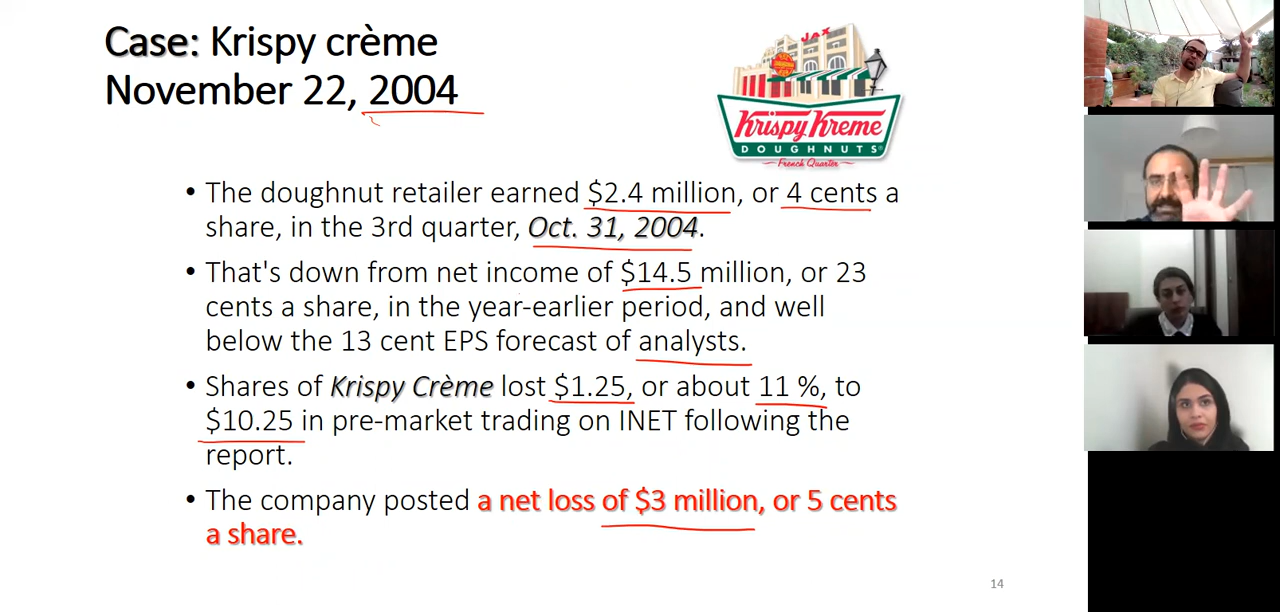 Case: Krispy crème
November 22, 2004
JAX
Krispy Kreme
DOUGHNUTS®
French Quarter
• The doughnut retailer earned $2.4 million, or 4 cents a
share, in the 3rd quarter, Oct. 31, 2004.
• That's down from net income of $14.5 million, or 23
cents a share, in the year-earlier period, and well
below the 13 cent EPS forecast of analysts.
• Shares of Krispy Crème lost $1.25, or about 11 %, to
$10.25 in pre-market trading on INET following the
report.
• The company posted a net loss of $3 million, or 5 cents
a share.
14